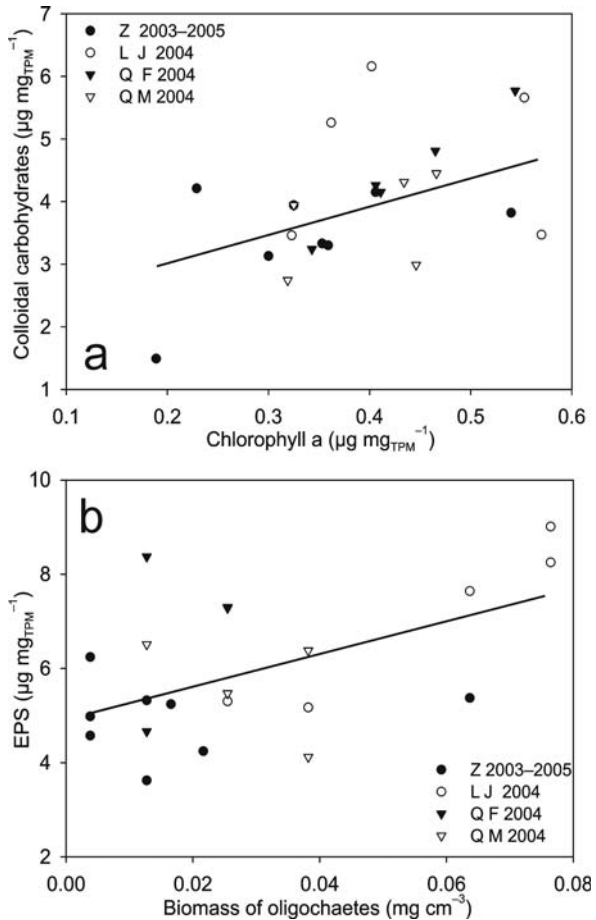 7
Z 2003–2005
L J 2004
6
Q F 2004
Q M 2004
5
4
3
2
a
1
0.1 0.2 0.3 0.4 0.5 0.6
Colloidal carbohydrates (µg mgTPM⁻¹)
Chlorophyll a (µg mgTPM⁻¹)
10
b
8
6
4
Z 2003–2005
L J 2004
Q F 2004
Q M 2004
2
0.00 0.02 0.04 0.06 0.08
EPS (µg mgTPM⁻¹)
Biomass of oligochaetes (mg cm⁻³)